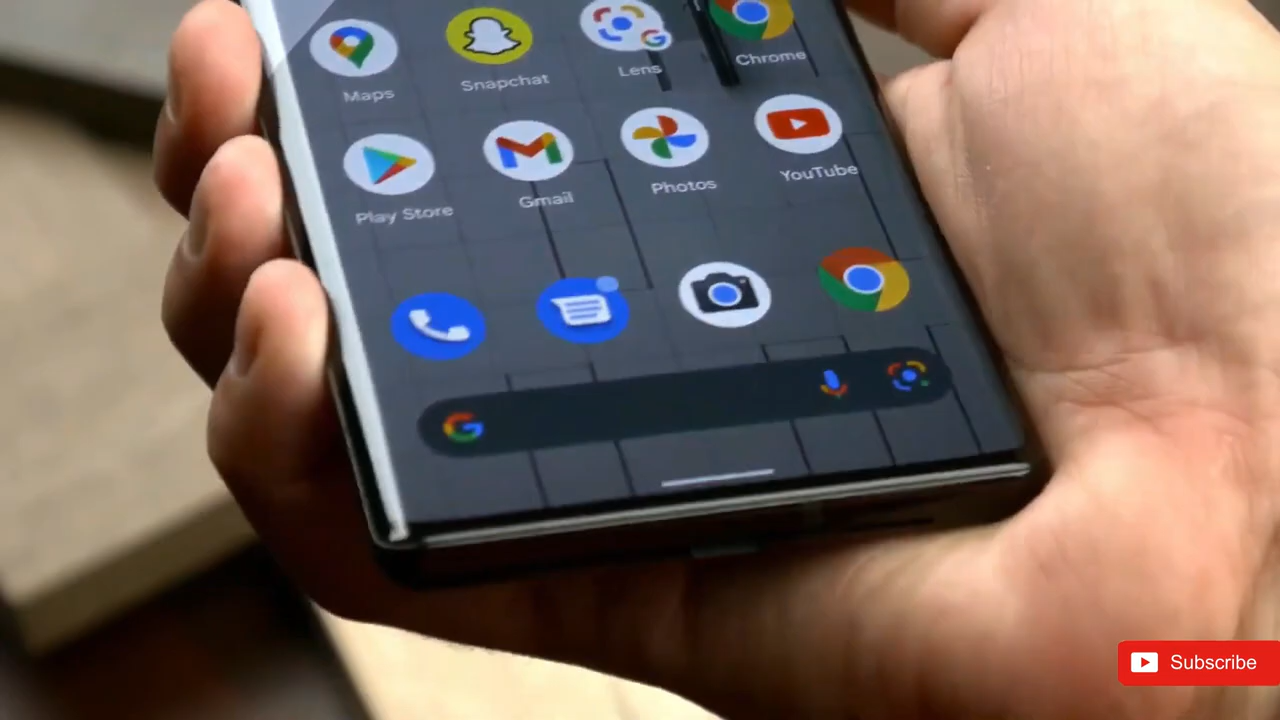 Maps
Snapchat
Lens
Chrome
Play Store
Gmail
Photos
YouTube
Subscribe